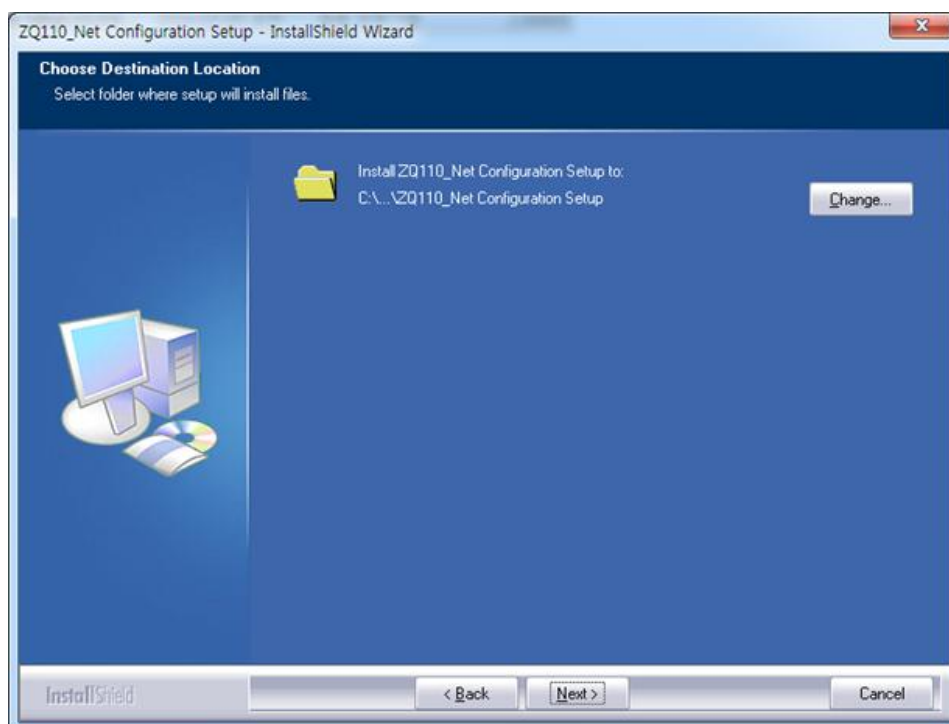 ZQ110_Net Configuration Setup - InstallShield Wizard
Choose Destination Location
Select folder where setup will install files.
Install ZQ110_Net Configuration Setup to:
C:\...\ZQ110_Net Configuration Setup
Change...
InstallShield
< Back
Next >
Cancel